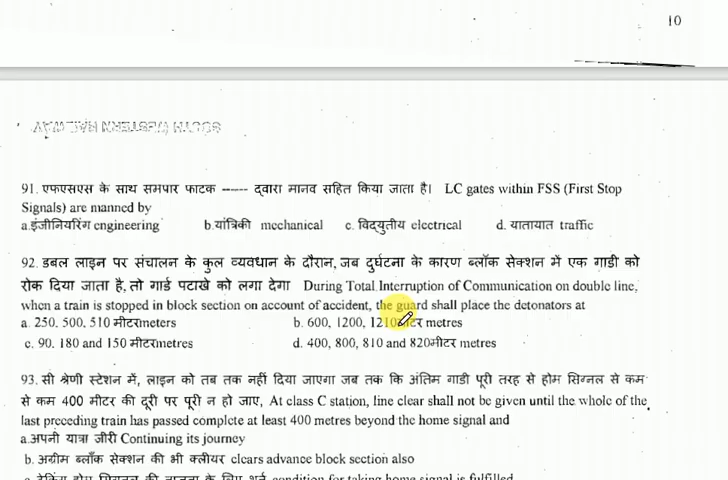 10
91. एफएसएस के साथ समपार फाटक ------ द्वारा मानव सहित किया जाता है। LC gates within FSS (First Stop
Signals) are manned by
a.इंजीनियरिंग engineering b.यांत्रिकी mechanical c. विद्युतीय electrical d. यातायात traffic
92. डबल लाइन पर संचालन के कुल व्यवधान के दौरान, जब दुर्घटना के कारण ब्लॉक सेक्शन में एक गाडी को
रोक दिया जाता है, तो गार्ड पटाखे को लगा देगा During Total Interruption of Communication on double line,
when a train is stopped in block section on account of accident, the guard shall place the detonators at
a. 250, 500, 510 मीटरmeters b. 600, 1200, 1210मीटर metres
c. 90. 180 and 150 मीटरmetres d. 400, 800, 810 and 820मीटर metres
93. सी श्रेणी स्टेशन में, लाइन को तब तक नहीं दिया जाएगा जब तक कि अंतिम गाडी पूरी तरह से होम सिग्नल से कम
से कम 400 मीटर की दूरी पर पूरी न हो जाए, At class C station, line clear shall not be given until the whole of the
last preceding train has passed complete at least 400 metres beyond the home signal and
a.अपनी यात्रा जीरी Continuing its journey
b. अग्रीम ब्लॉक सेक्शन की भी क्लीयर clears advance block section also
condition for taking home signal is fulfilled